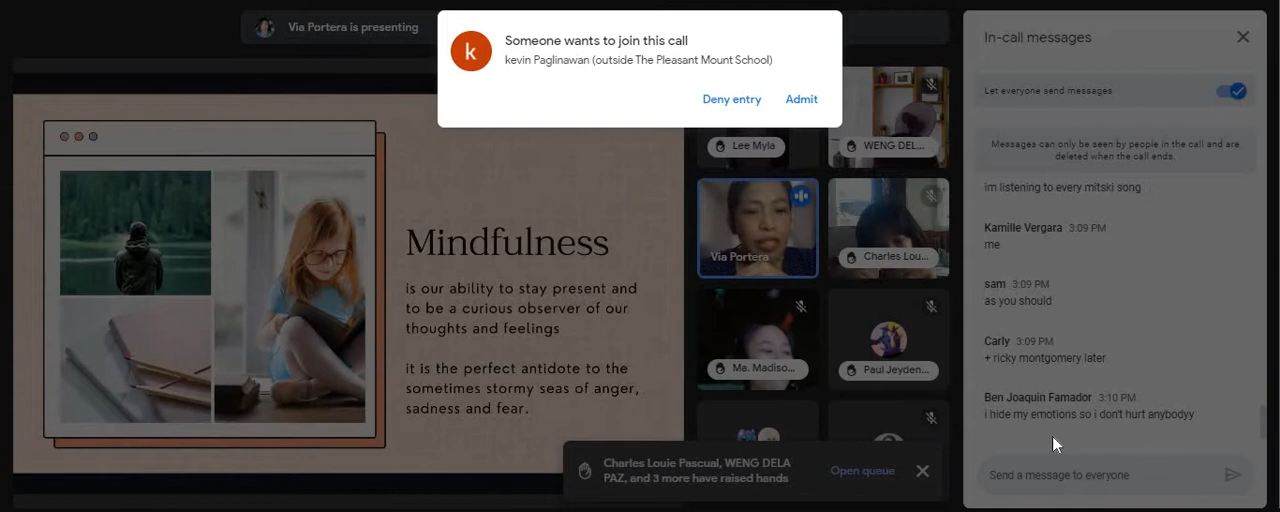 Via Portera is presenting
Someone wants to join this call
k
kevin Paglinawan (outside The Pleasant Mount School)
Deny entry
Admit
Mindfulness
is our ability to stay present and
to be a curious observer of our
thoughts and feelings
it is the perfect antidote to the
sometimes stormy seas of anger,
sadness and fear.
Lee Myla
WENG DEL...
Via Portera
Charles Lou...
Ma. Madiso...
Paul Jeyden...
Charles Louie Pascual, WENG DELA
PAZ, and 3 more have raised hands
Open queue
In-call messages
Let everyone send messages
Messages can only be seen by people in the call and are
deleted when the call ends.
im listening to every mitski song
Kamille Vergara 3:09 PM
me
sam 3:09 PM
as you should
Carly 3:09 PM
+ ricky montgomery later
Ben Joaquin Famador 3:10 PM
i hide my emotions so i don't hurt anybodyy
Send a message to everyone